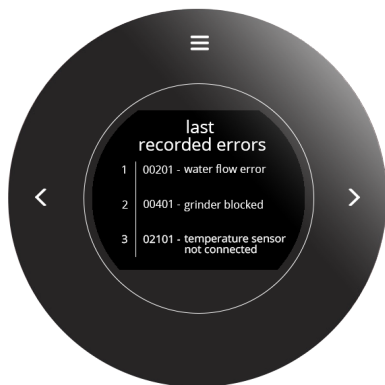 last
recorded errors
1 00201 - water flow error
2 00401 - grinder blocked
3 02101 - temperature sensor
not connected